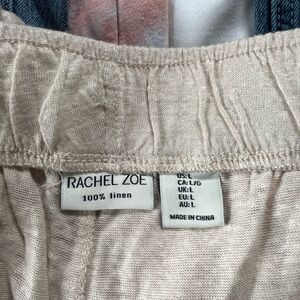 RACHEL ZOE
100% linen
US: L
CA: L/G
UK: L
EU: L
AU: L
MADE IN CHINA